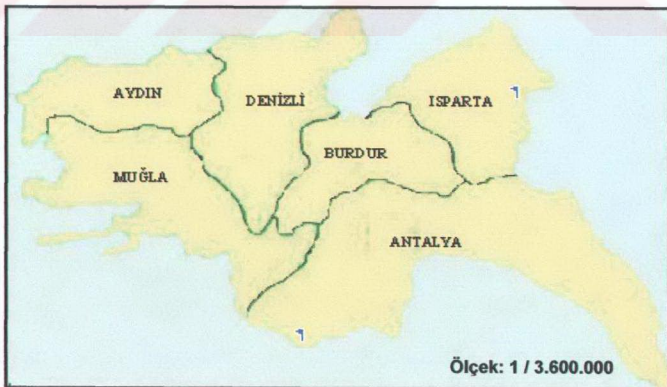 AYDIN
DENİZLİ
ISPARTA
BURDUR
MUĞLA
ANTALYA
Ölçek: 1 / 3.600.000